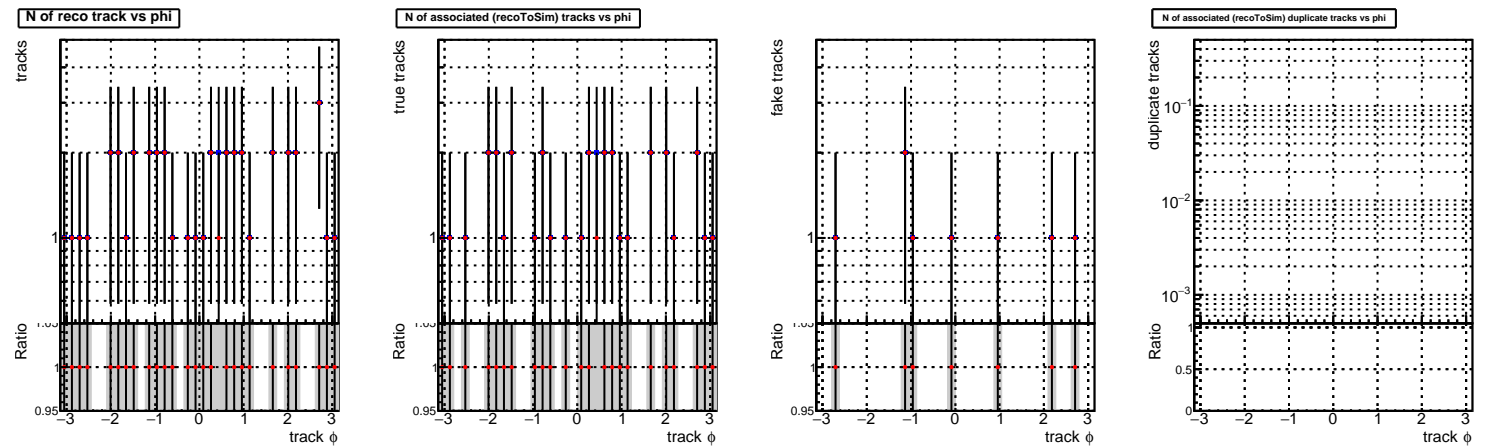 N of reco track vs phi
tracks
1
Ratio
1.05
1
0.95
−3 −2 −1 0 1 2 3
track ϕ
N of associated (recoToSim) tracks vs phi
true tracks
1
Ratio
1.05
1
0.95
−3 −2 −1 0 1 2 3
track ϕ
fake tracks
1
Ratio
1.05
1
0.95
−3 −2 −1 0 1 2 3
track ϕ
N of associated (recoToSim) duplicate tracks vs phi
duplicate tracks
10−1
10−2
10−3
Ratio
1
0.5
0
−3 −2 −1 0 1 2 3
track ϕ